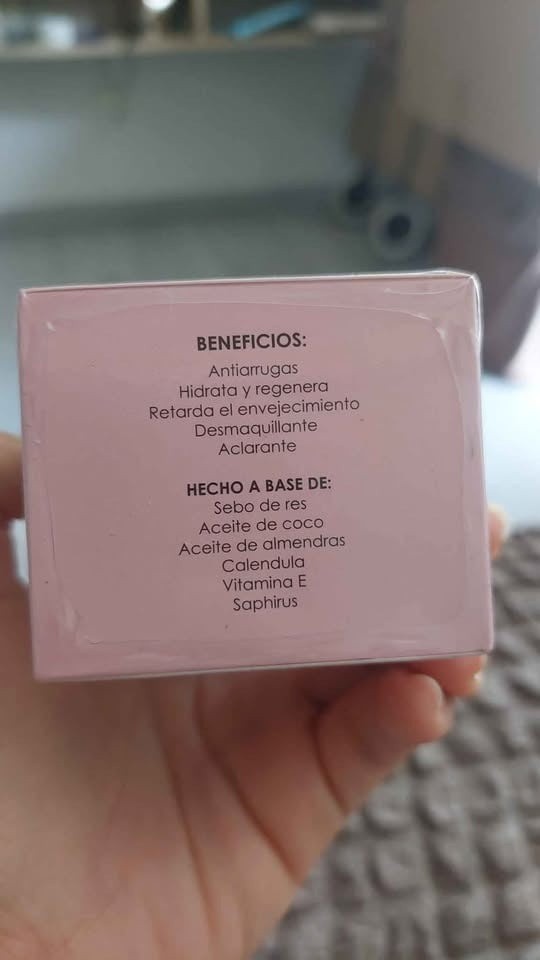 BENEFICIOS:
Antiarrugas
Hidrata y regenera
Retarda el envejecimiento
Desmaquillante
Aclarante
HECHO A BASE DE:
Sebo de res
Aceite de coco
Aceite de almendras
Calendula
Vitamina E
Saphirus